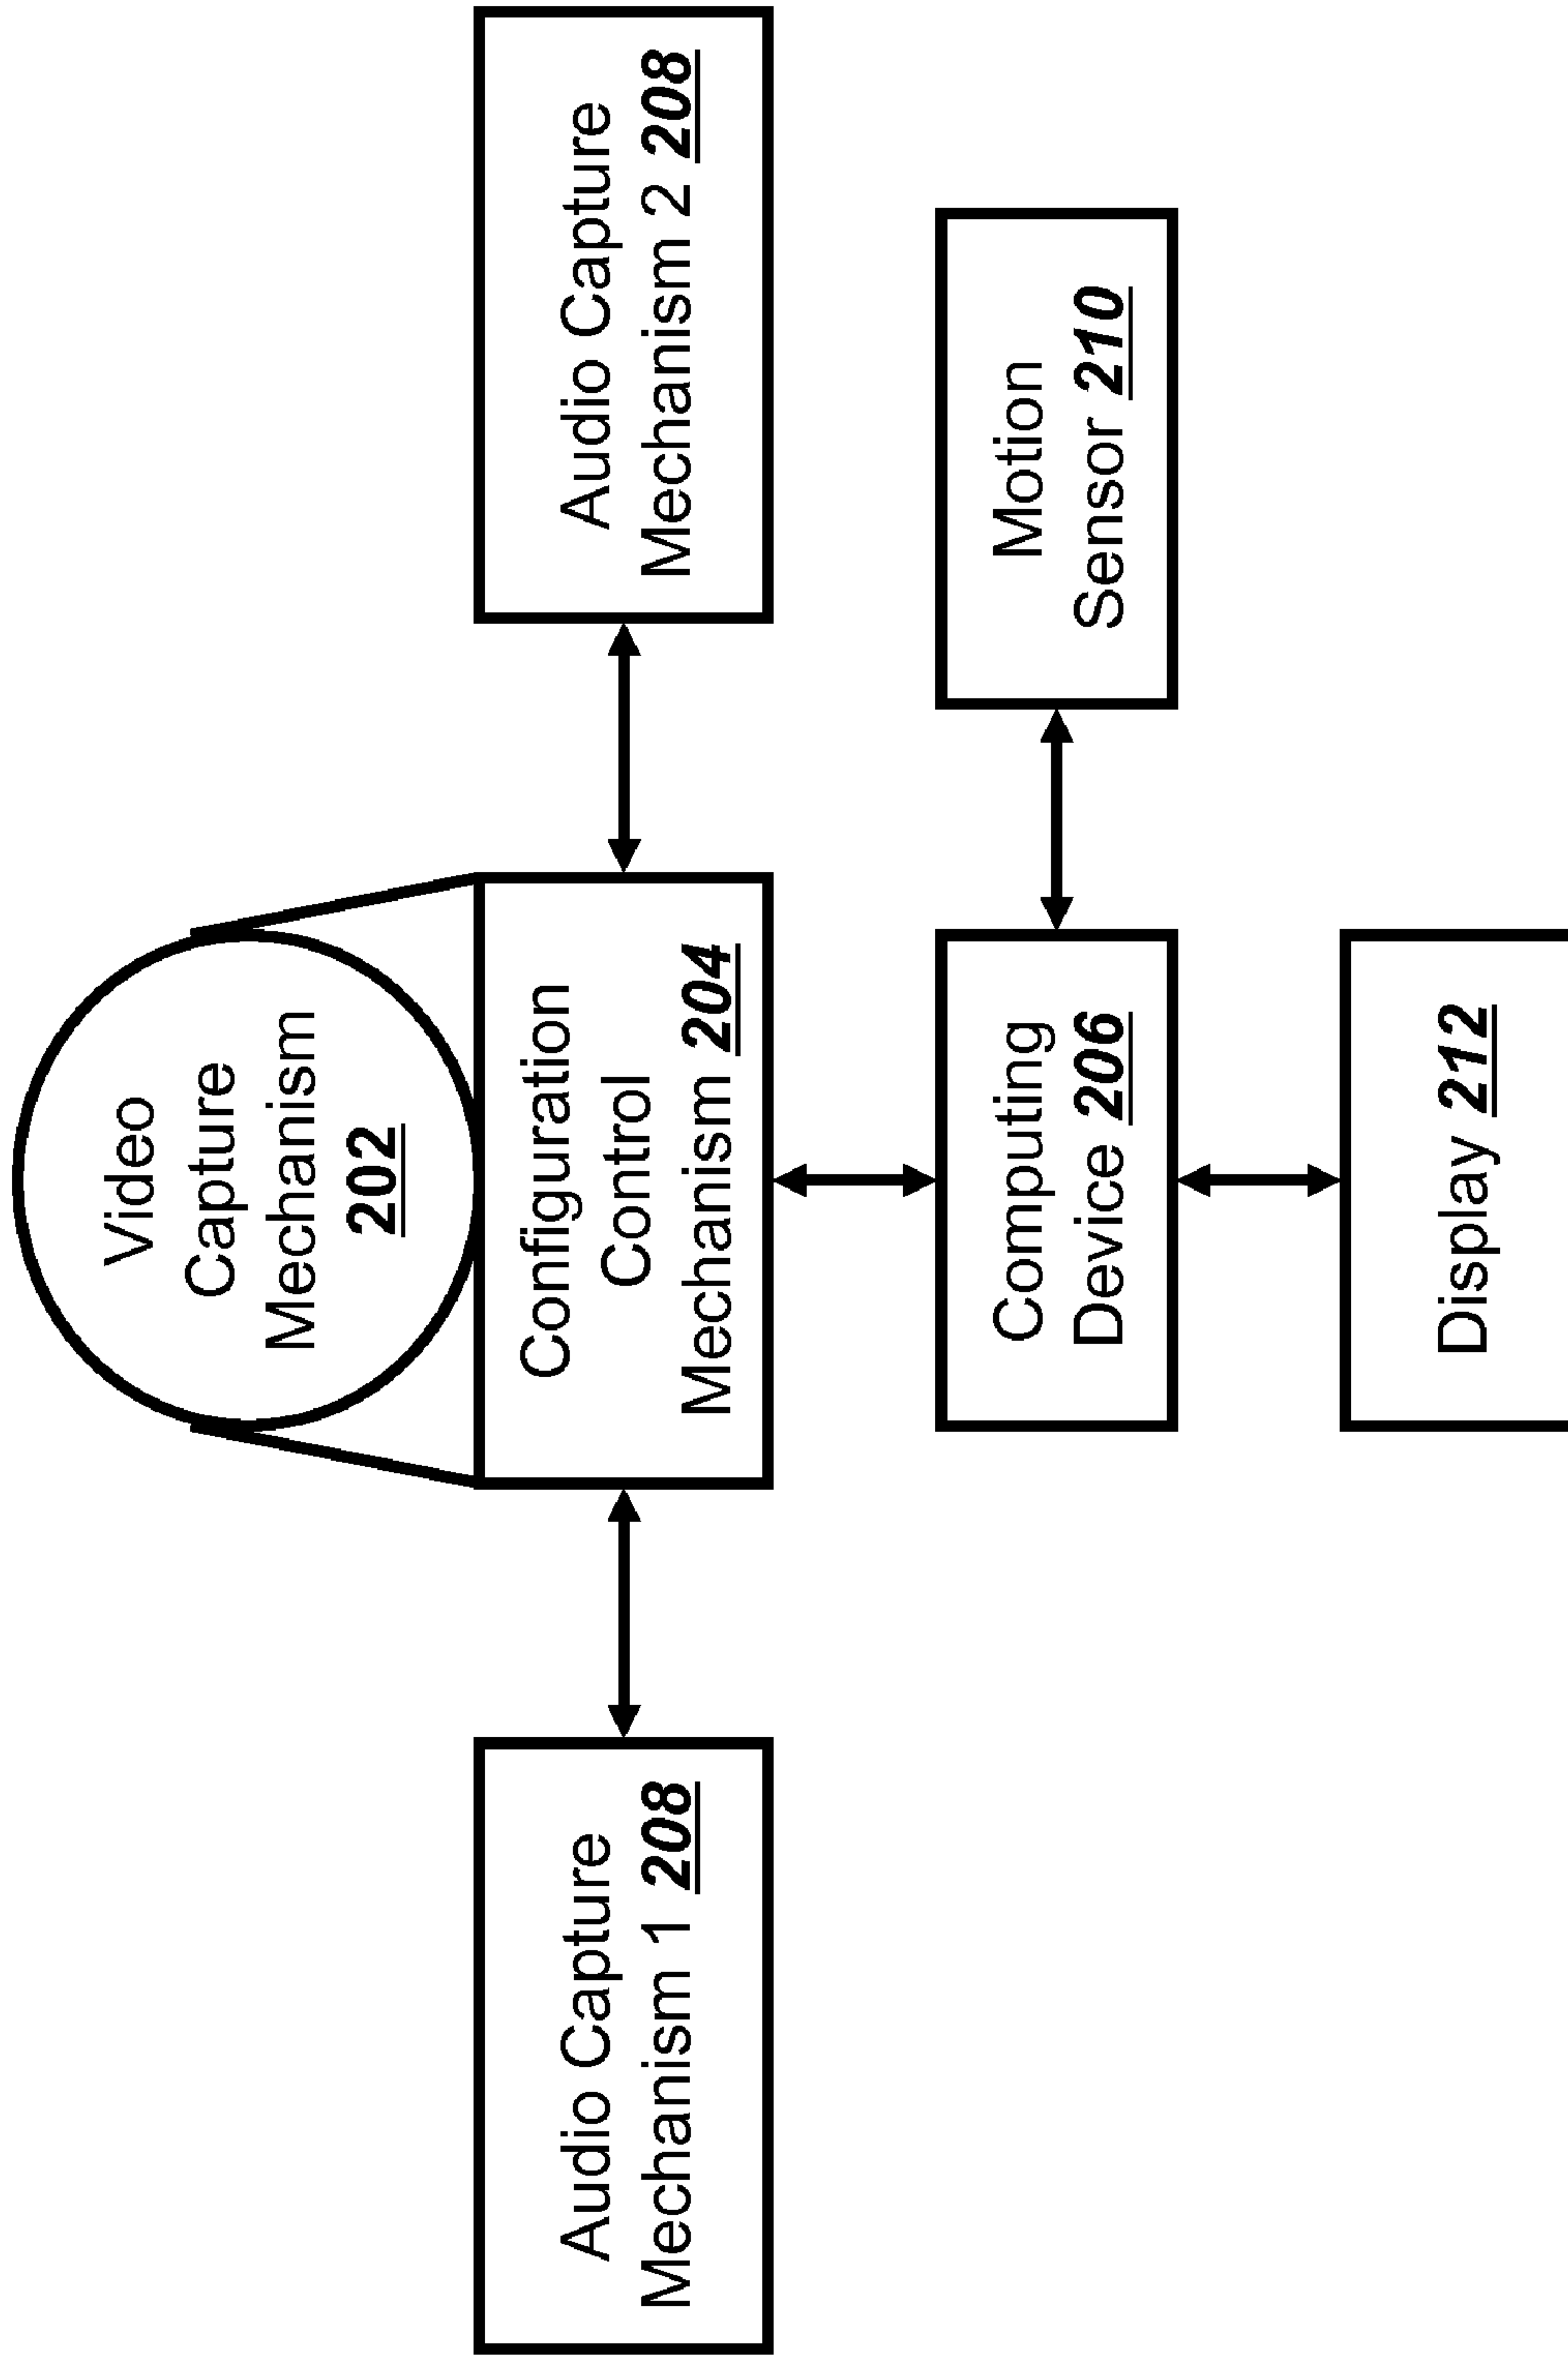 Video
Capture
Mechanism
202
Audio Capture
Mechanism 1 208
Configuration
Control
Mechanism 204
Audio Capture
Mechanism 2 208
Computing
Device 206
Motion
Sensor 210
Display 212